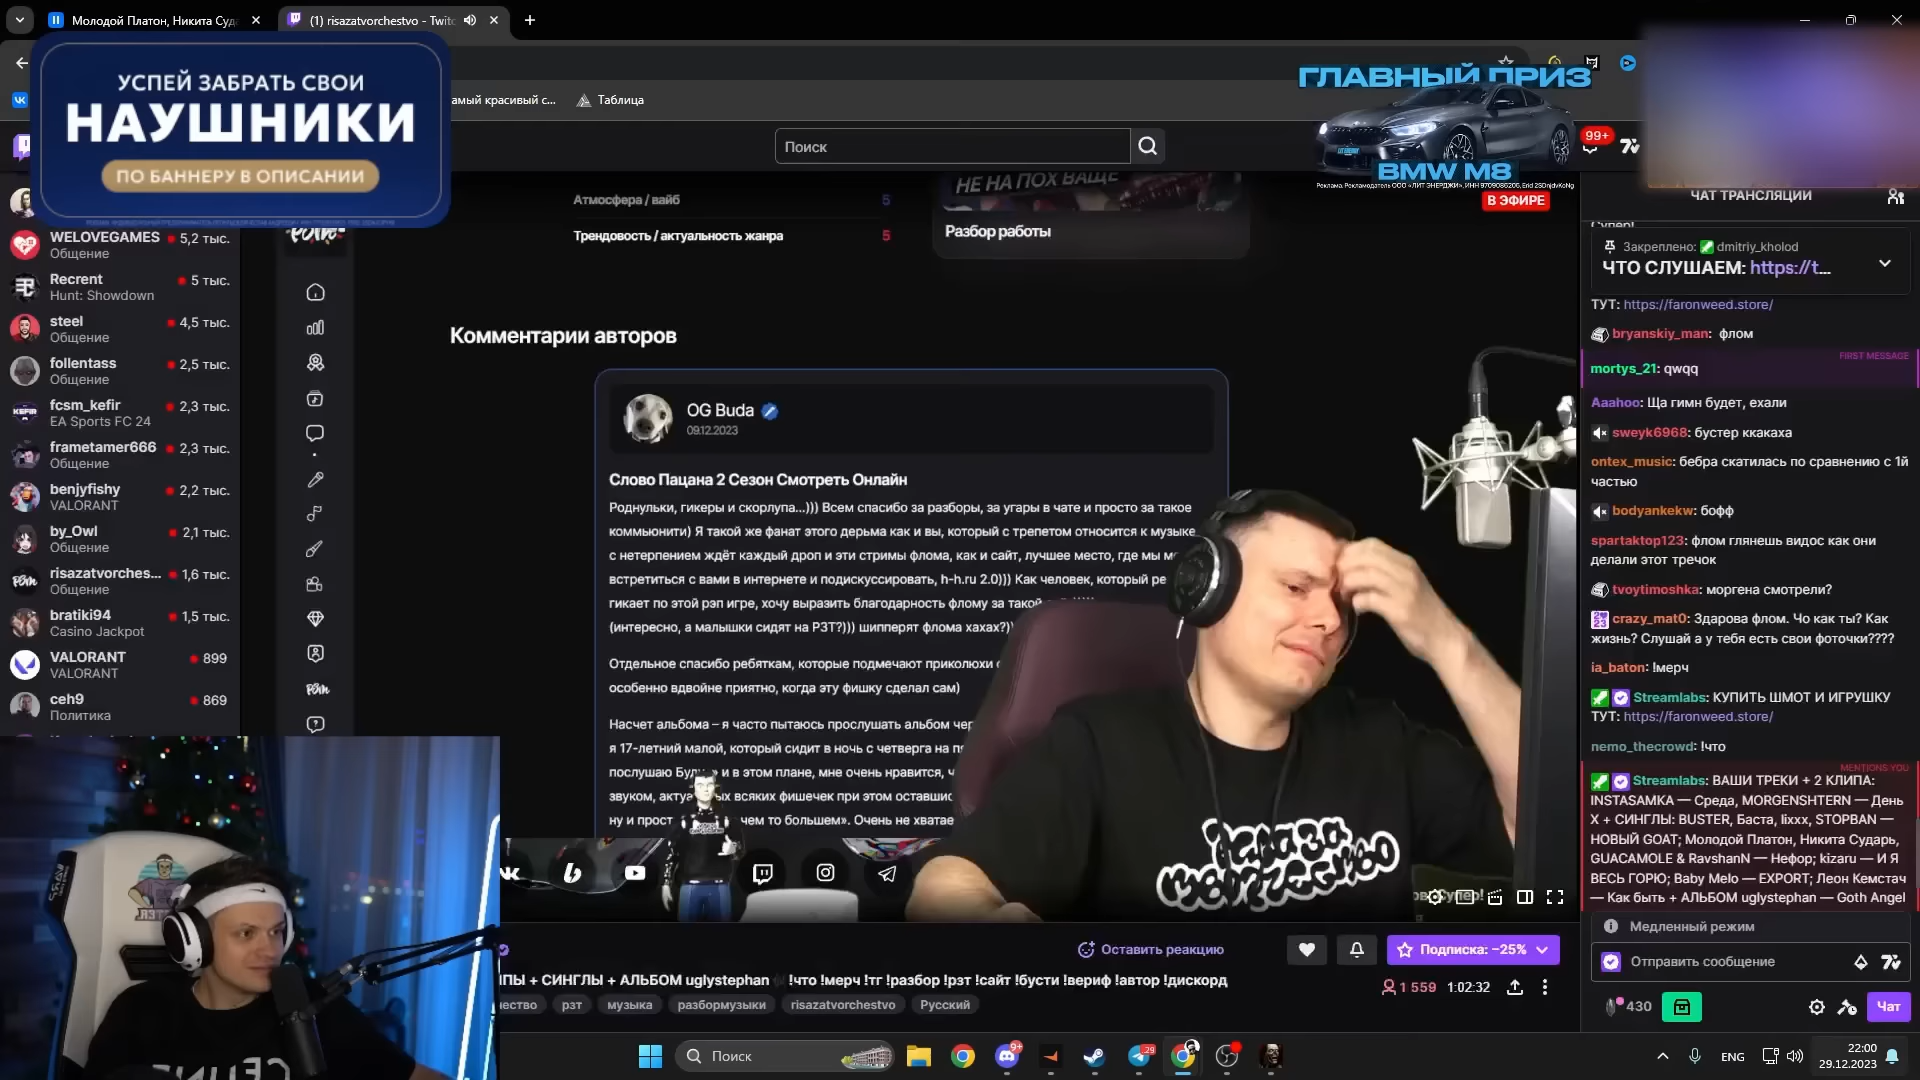 Молодой Платон, Никита Суда
(1) risazatvorchestvo - Twitc
УСПЕЙ ЗАБРАТЬ СВОИ
НАУШНИКИ
ПО БАННЕРУ В ОПИСАНИИ
амый красивый с...
Таблица
ГЛАВНЫЙ ПРИЗ
BMW M8
Поиск
99+
В ЭФИРЕ
WELOVEGAMES 5,2 тыс.
Общение
Recrent 5 тыс.
Hunt: Showdown
steel 4,5 тыс.
Общение
follentass 2,5 тыс.
Общение
fcsm_kefir 2,3 тыс.
EA Sports FC 24
frametamer666 2,3 тыс.
Общение
benjyfishy 2,2 тыс.
VALORANT
by_Owl 2,1 тыс.
Общение
risazatvorches... 1,6 тыс.
Общение
bratiki94 1,5 тыс.
Casino Jackpot
VALORANT 899
VALORANT
ceh9 869
Политика
Атмосфера / вайб 5
Трендовость / актуальность жанра 5
НЕ НА ПОХ ВАЩЕ
Разбор работы
Комментарии авторов
OG Buda
09.12.2023
Слово Пацана 2 Сезон Смотреть Онлайн
Роднульки, гикеры и скорлупа...))) Всем спасибо за разборы, за угары в чате и просто за такое
коммьюнити) Я такой же фанат этого дерьма как и вы, который с трепетом относится к музыке
с нетерпением ждёт каждый дроп и эти стримы флома, как и сайт, лучшее место, где мы м
встретиться с вами в интернете и подискуссировать, h-h.ru 2.0))) Как человек, который ре
гикает по этой рэп игре, хочу выразить благодарность флому за такой
(интересно, а малышки сидят на РЗТ?))) шипперят флома хахах?)
Отдельное спасибо ребяткам, которые подмечают приколюхи
особенно вдвойне приятно, когда эту фишку сделал сам)
Насчет альбома – я часто пытаюсь прослушать альбом чер
я 17-летний малой, который сидит в ночь с четверга на п
послушаю Буд и в этом плане, мне очень нравится, ч
звуком, актуа ых всяких фишечек при этом оставшис
ну и прост чем то большем». Очень не хватае
ЧАТ ТРАНСЛЯЦИИ
Супер!
Закреплено: dmitriy_kholod
ЧТО СЛУШАЕМ: https://t...
ТУТ: https://faronweed.store/
bryanskiy_man: флом
FIRST MESSAGE
mortys_21: qwqq
Aaahoo: Ща гимн будет, ехали
sweyk6968: бустер ккакаха
ontex_music: бебра скатилась по сравнению с 1й
частью
bodyankekw: бофф
spartaktop123: флом глянешь видос как они
делали этот тречок
tvoytimoshka: моргена смотрели?
crazy_mat0: Здарова флом. Чо как ты? Как
жизнь? Слушай а у тебя есть свои фоточки????
ia_baton: !мерч
Streamlabs: КУПИТЬ ШМОТ И ИГРУШКУ
ТУТ: https://faronweed.store/
nemo_thecrowd: !что
MENTIONS YOU
Streamlabs: ВАШИ ТРЕКИ + 2 КЛИПА:
INSTASAMKA — Среда, MORGENSHTERN — День
X + СИНГЛЫ: BUSTER, Баста, lixxx, STOPBAN —
НОВЫЙ GOAT; Молодой Платон, Никита Сударь,
GUACAMOLE & RavshanN — Нефор; kizaru — И Я
ВЕСЬ ГОРЮ; Baby Melo — EXPORT; Леон Кемстач
— Как быть + АЛЬБОМ uglystephan — Goth Angel
Медленный режим
Отправить сообщение
430
Чат
Оставить реакцию
Подписка: −25%
ПЫ + СИНГЛЫ + АЛЬБОМ uglystephan !что !мерч !тг !разбор !рзт !сайт !бусти !вериф !автор !дискорд
1 559 1:02:32
чество рзт музыка разбормузыки risazatvorchestvo Русский
Поиск
ENG
22:00
29.12.2023